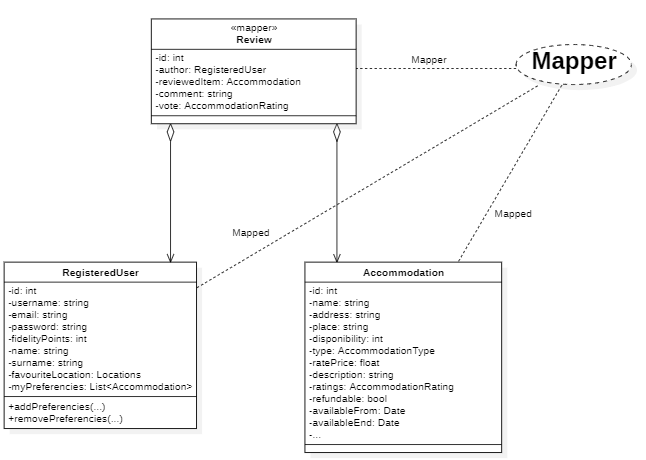 «mapper»
Review
-id: int
-author: RegisteredUser
-reviewedItem: Accommodation
-comment: string
-vote: AccommodationRating
Mapper
Mapper
Mapped
Mapped
RegisteredUser
-id: int
-username: string
-email: string
-password: string
-fidelityPoints: int
-name: string
-surname: string
-favouriteLocation: Locations
-myPreferencies: List<Accommodation>
+addPreferencies(...)
+removePreferencies(...)
Accommodation
-id: int
-name: string
-address: string
-place: string
-disponibility: int
-type: AccommodationType
-ratePrice: float
-description: string
-ratings: AccommodationRating
-refundable: bool
-availableFrom: Date
-availableEnd: Date
-...